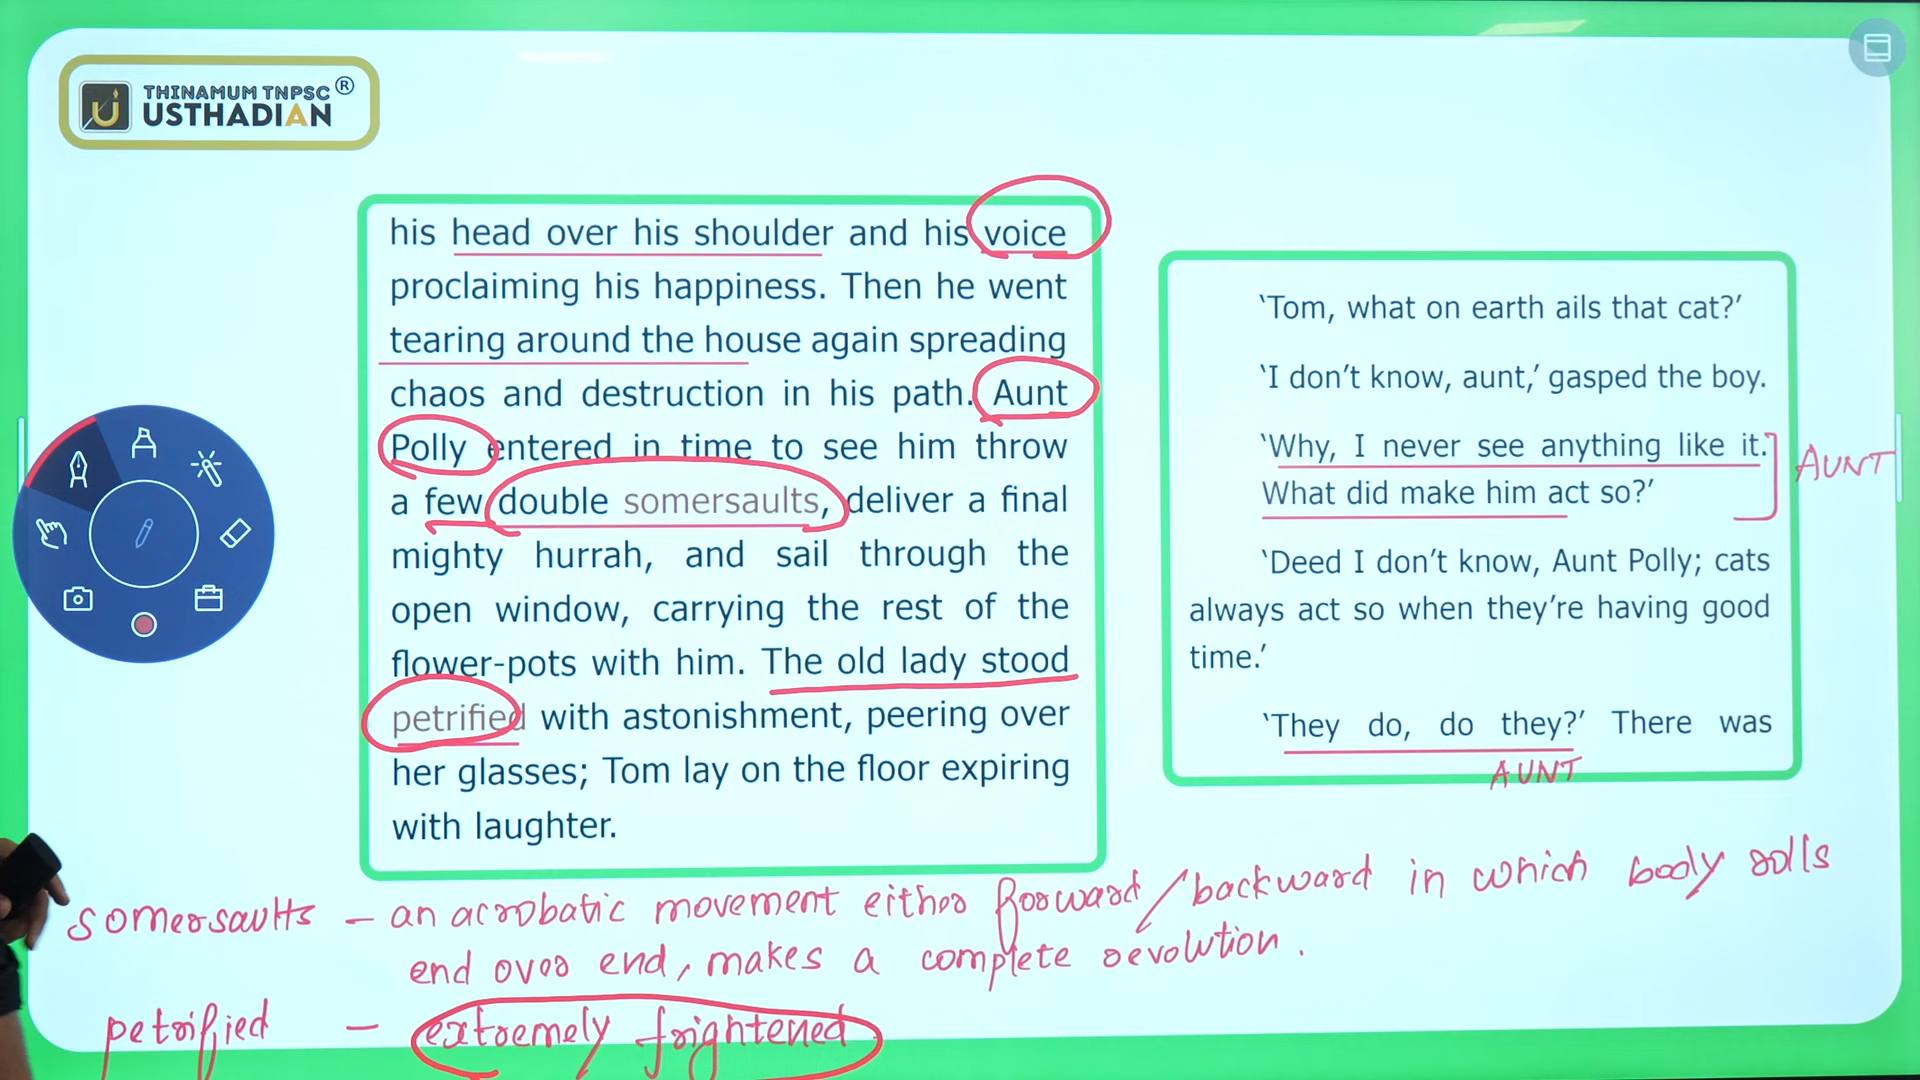 THINAMUM TNPSC ®
USTHADIAN
his head over his shoulder and his voice
proclaiming his happiness. Then he went
tearing around the house again spreading
chaos and destruction in his path. Aunt
Polly entered in time to see him throw
a few double somersaults, deliver a final
mighty hurrah, and sail through the
open window, carrying the rest of the
flower-pots with him. The old lady stood
petrified with astonishment, peering over
her glasses; Tom lay on the floor expiring
with laughter.
‘Tom, what on earth ails that cat?’
‘I don’t know, aunt,’ gasped the boy.
‘Why, I never see anything like it.
What did make him act so?’
AUNT
‘Deed I don’t know, Aunt Polly; cats
always act so when they’re having good
time.’
‘They do, do they?’ There was
AUNT
somersaults – an acrobatic movement either forward/backward in which body rolls
end over end, makes a complete revolution.
petrified – extremely frightened